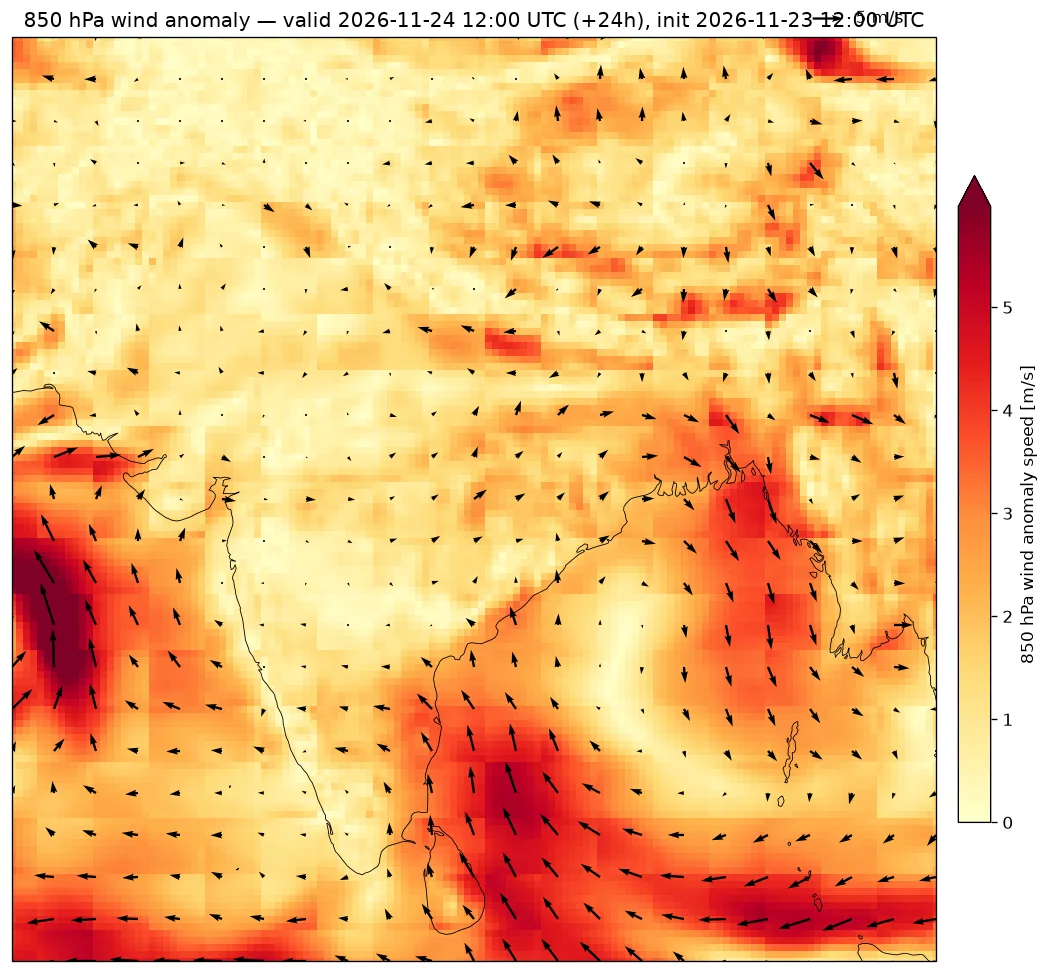 850 hPa wind anomaly — valid 2026-11-24 12:00 UTC (+24h), init 2026-11-23 12:00 UTC
5 m/s
5
4
3
2
1
0
850 hPa wind anomaly speed [m/s]